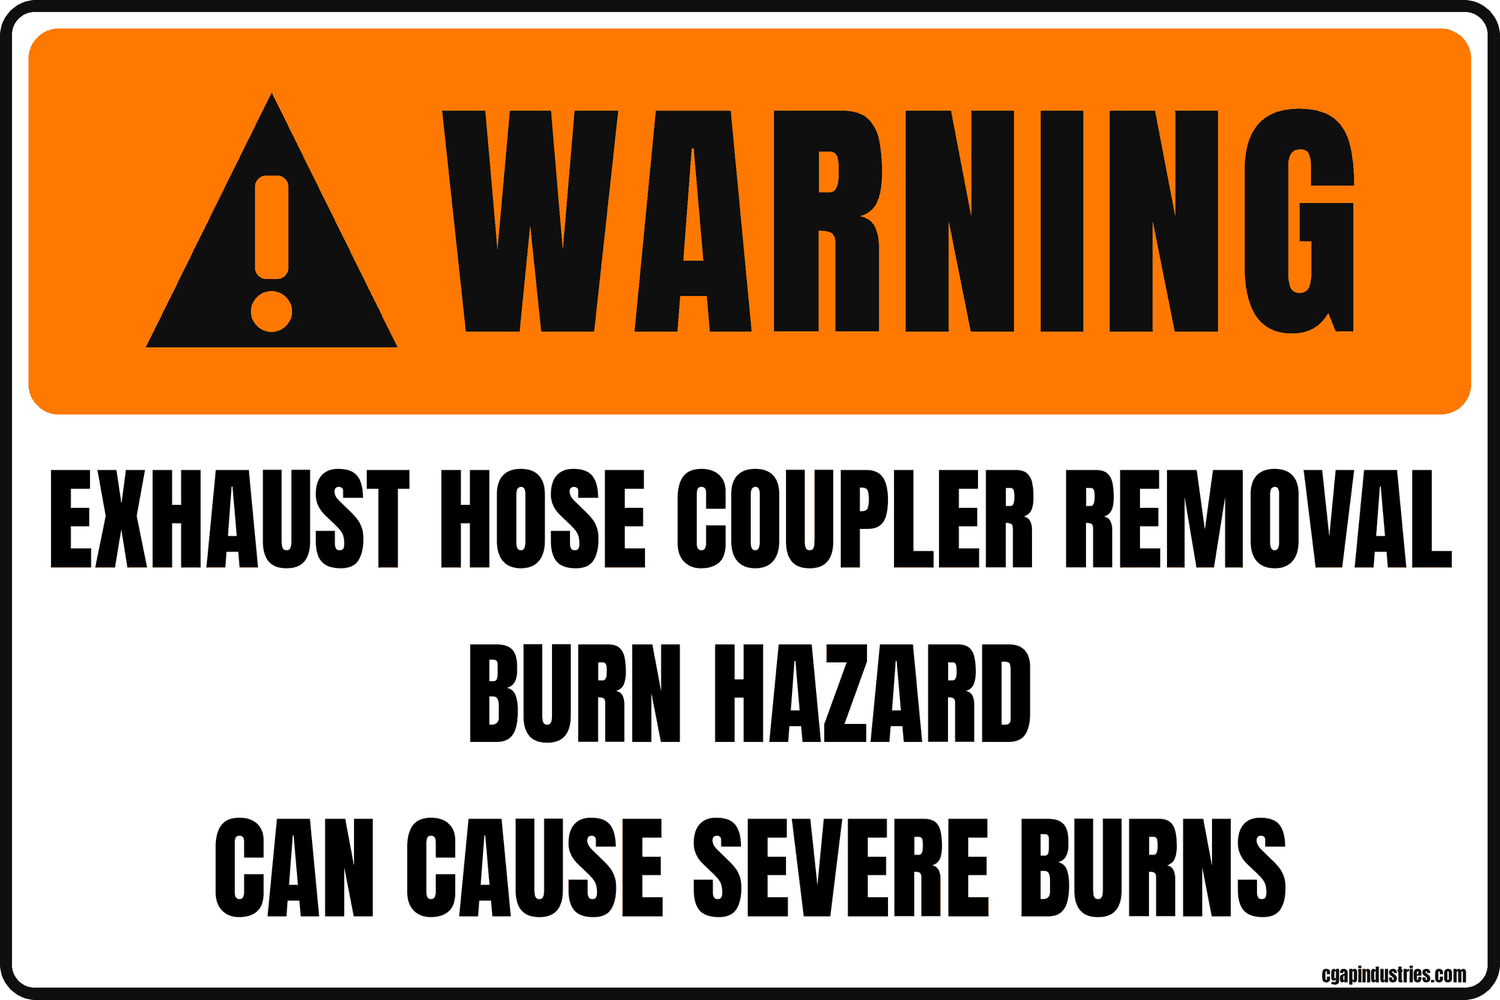 WARNING
EXHAUST HOSE COUPLER REMOVAL
BURN HAZARD
CAN CAUSE SEVERE BURNS
cgapindustries.com